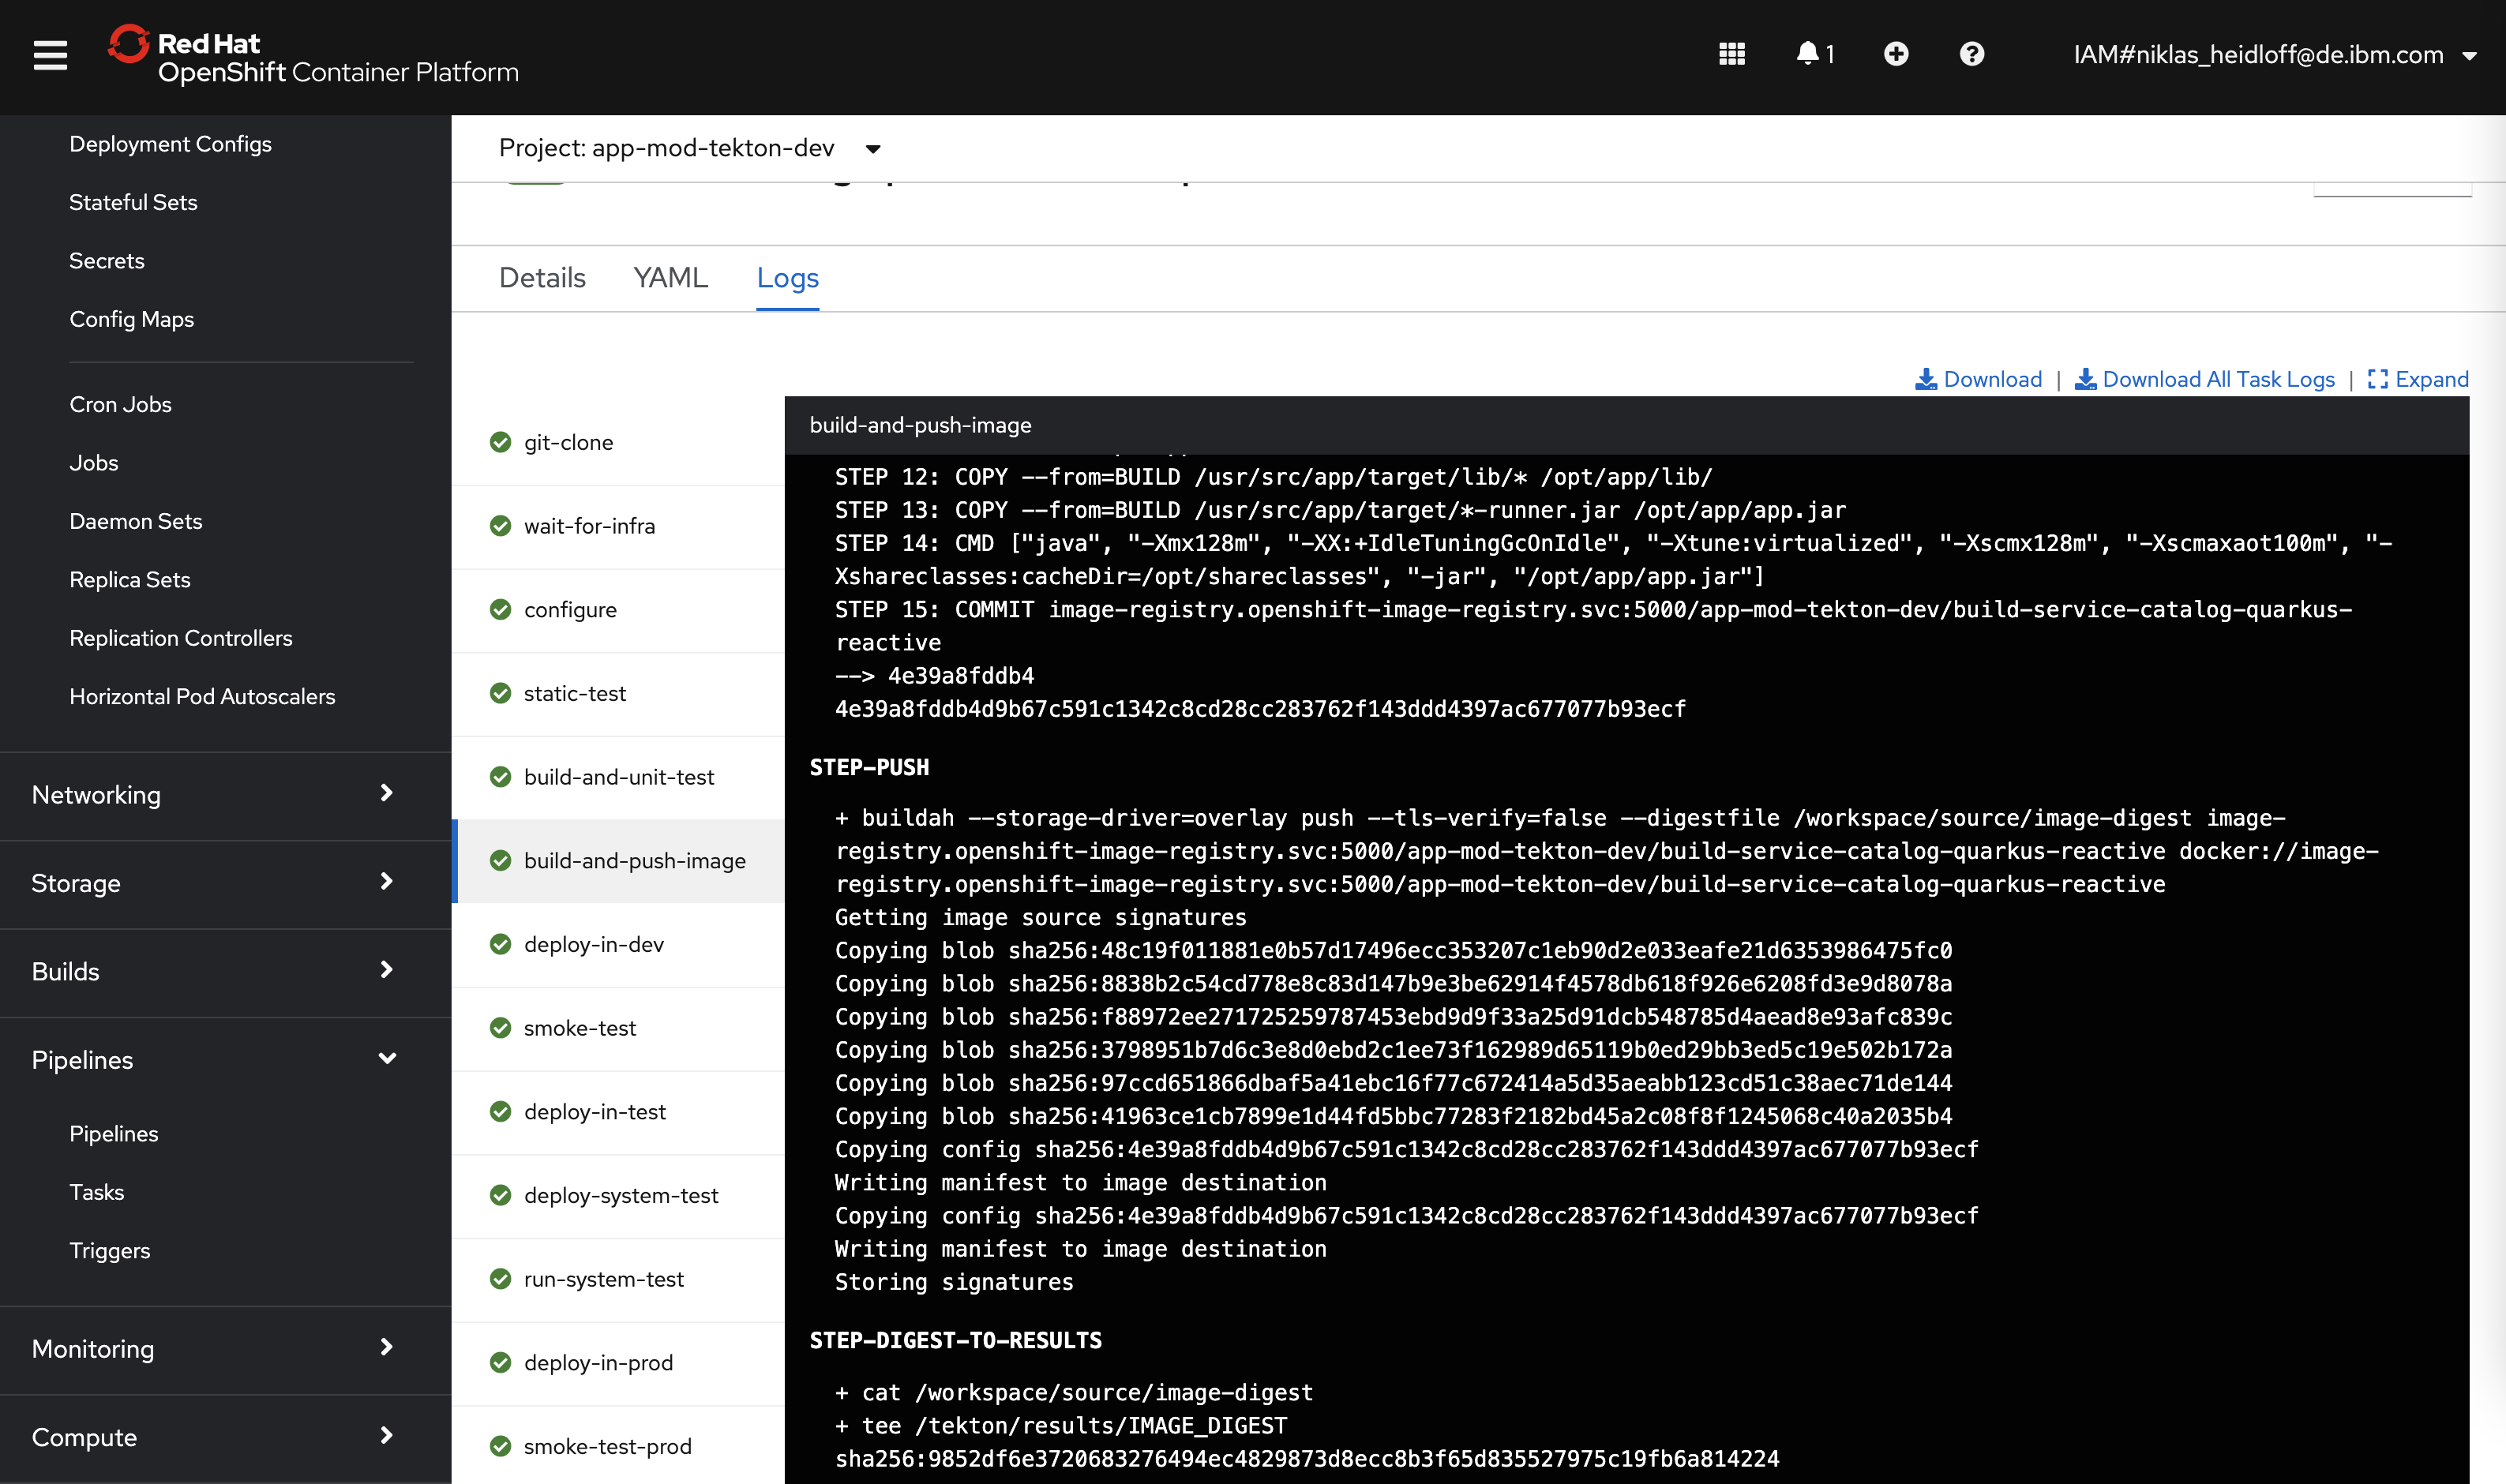 Red Hat
OpenShift Container Platform
1
IAM#niklas_heidloff@de.ibm.com
Deployment Configs
Stateful Sets
Secrets
Config Maps
Cron Jobs
Jobs
Daemon Sets
Replica Sets
Replication Controllers
Horizontal Pod Autoscalers
Networking
Storage
Builds
Pipelines
Pipelines
Tasks
Triggers
Monitoring
Compute
Project: app-mod-tekton-dev
Details YAML Logs
Download | Download All Task Logs | Expand
git-clone
wait-for-infra
configure
static-test
build-and-unit-test
build-and-push-image
deploy-in-dev
smoke-test
deploy-in-test
deploy-system-test
run-system-test
deploy-in-prod
smoke-test-prod
build-and-push-image
STEP 12: COPY --from=BUILD /usr/src/app/target/lib/* /opt/app/lib/
STEP 13: COPY --from=BUILD /usr/src/app/target/*-runner.jar /opt/app/app.jar
STEP 14: CMD ["java", "-Xmx128m", "-XX:+IdleTuningGcOnIdle", "-Xtune:virtualized", "-Xscmx128m", "-Xscmaxaot100m", "-
Xshareclasses:cacheDir=/opt/shareclasses", "-jar", "/opt/app/app.jar"]
STEP 15: COMMIT image-registry.openshift-image-registry.svc:5000/app-mod-tekton-dev/build-service-catalog-quarkus-
reactive
--> 4e39a8fddb4
4e39a8fddb4d9b67c591c1342c8cd28cc283762f143ddd4397ac677077b93ecf
STEP-PUSH
+ buildah --storage-driver=overlay push --tls-verify=false --digestfile /workspace/source/image-digest image-
registry.openshift-image-registry.svc:5000/app-mod-tekton-dev/build-service-catalog-quarkus-reactive docker://image-
registry.openshift-image-registry.svc:5000/app-mod-tekton-dev/build-service-catalog-quarkus-reactive
Getting image source signatures
Copying blob sha256:48c19f011881e0b57d17496ecc353207c1eb90d2e033eafe21d6353986475fc0
Copying blob sha256:8838b2c54cd778e8c83d147b9e3be62914f4578db618f926e6208fd3e9d8078a
Copying blob sha256:f88972ee271725259787453ebd9d9f33a25d91dcb548785d4aead8e93afc839c
Copying blob sha256:3798951b7d6c3e8d0ebd2c1ee73f162989d65119b0ed29bb3ed5c19e502b172a
Copying blob sha256:97ccd651866dbaf5a41ebc16f77c672414a5d35aeabb123cd51c38aec71de144
Copying blob sha256:41963ce1cb7899e1d44fd5bbc77283f2182bd45a2c08f8f1245068c40a2035b4
Copying config sha256:4e39a8fddb4d9b67c591c1342c8cd28cc283762f143ddd4397ac677077b93ecf
Writing manifest to image destination
Copying config sha256:4e39a8fddb4d9b67c591c1342c8cd28cc283762f143ddd4397ac677077b93ecf
Writing manifest to image destination
Storing signatures
STEP-DIGEST-TO-RESULTS
+ cat /workspace/source/image-digest
+ tee /tekton/results/IMAGE_DIGEST
sha256:9852df6e3720683276494ec4829873d8ecc8b3f65d835527975c19fb6a814224